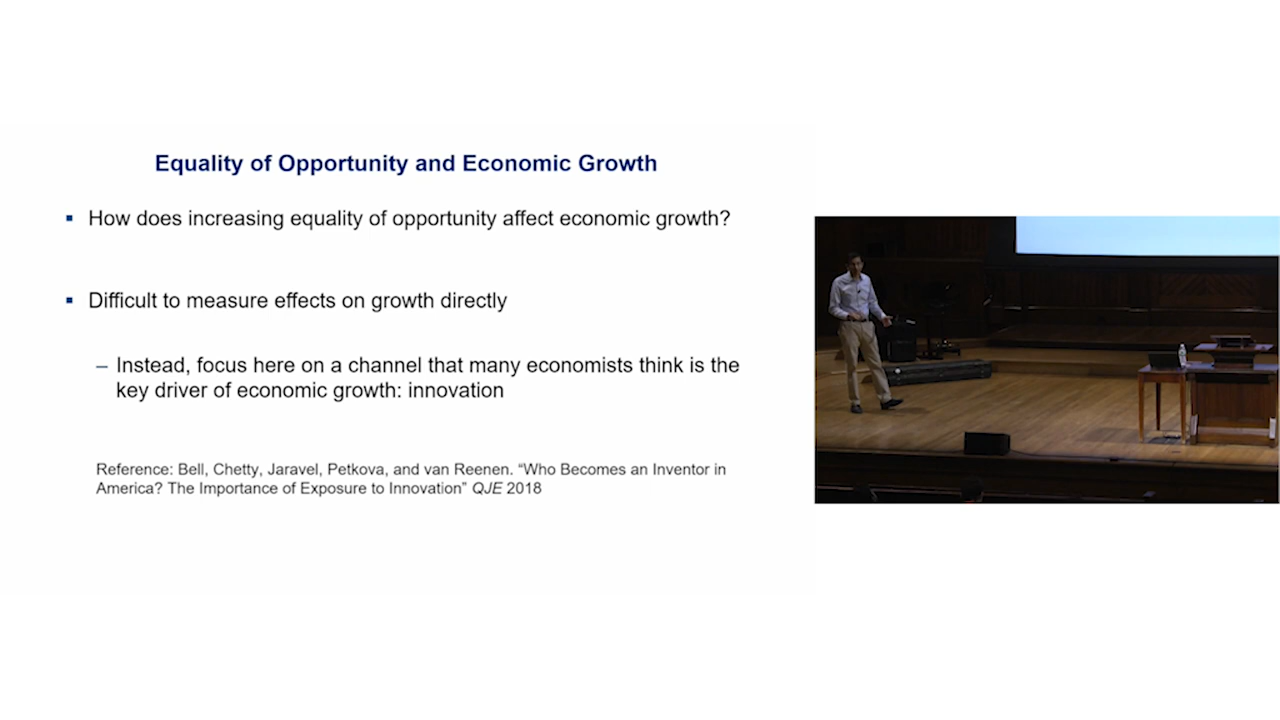 Equality of Opportunity and Economic Growth
▪ How does increasing equality of opportunity affect economic growth?
▪ Difficult to measure effects on growth directly
– Instead, focus here on a channel that many economists think is the
key driver of economic growth: innovation
Reference: Bell, Chetty, Jaravel, Petkova, and van Reenen. “Who Becomes an Inventor in
America? The Importance of Exposure to Innovation” QJE 2018